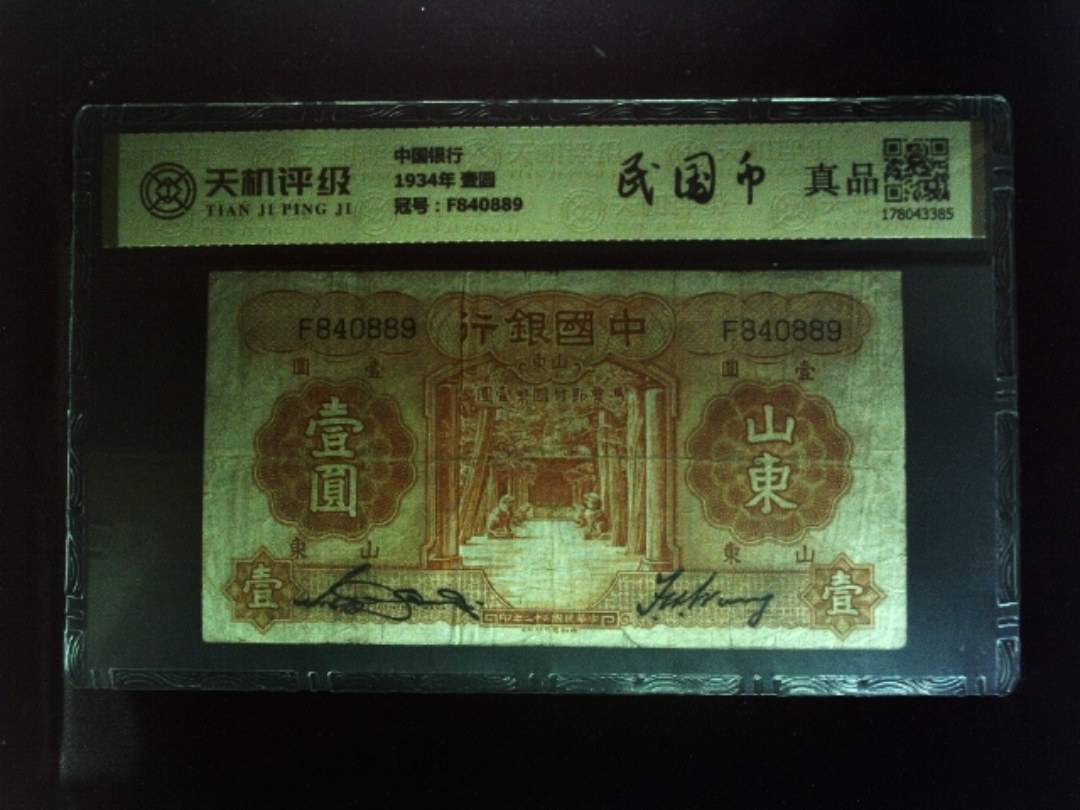 天机评级
TIAN JI PING JI
中国银行
1934年 壹圆
冠号：F840889
民国币
真品
178043385
F840889
行銀國中
F840889
東山
圓 壹
圓 壹
壹圓
山東
東 山
東 山
壹
壹